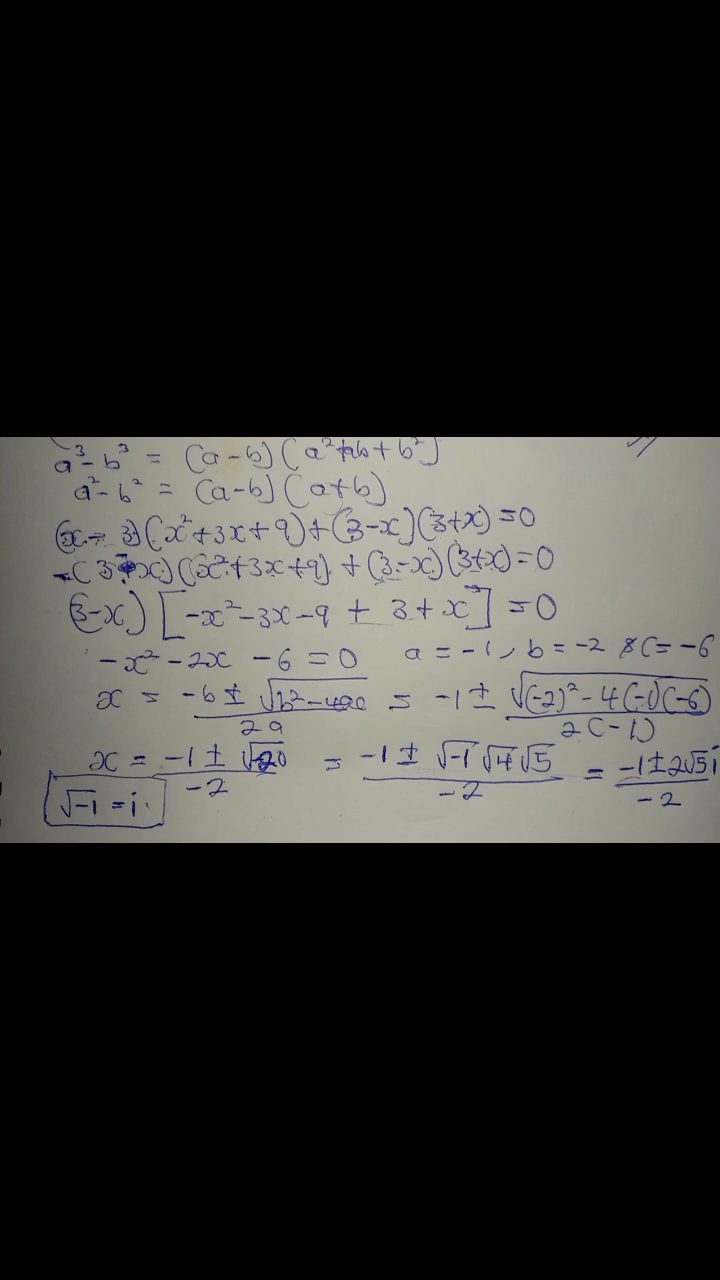 a³-b³ = (a-b)(a²+ab+b²)
a²-b² = (a-b)(a+b)
(x-3)(x²+3x+9)+(3-x)(3+x)=0
-(3-x)(x²+3x+9)+(3-x)(3+x)=0
(3-x)[-x²-3x-9 + 3+x]=0
-x²-2x-6=0 a=-1, b=-2 & C=-6
x = (-b±√(b²-4ac))/(2a) = -1±√((-2)²-4(-1)(-6))/(2(-1))
x = (-1±√-20)/(-2) = (-1±√-1√4√5)/(-2) = (-1±2√5i)/(-2)
√-1=i.